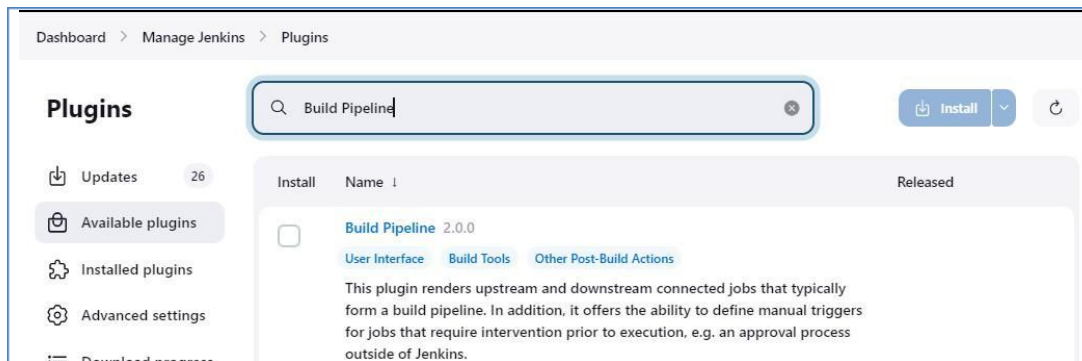 Dashboard > Manage Jenkins > Plugins
Plugins
Build Pipeline
Install
Updates 26
Available plugins
Installed plugins
Advanced settings
Download progress
Install Name ↓ Released
Build Pipeline 2.0.0
User Interface Build Tools Other Post-Build Actions
This plugin renders upstream and downstream connected jobs that typically
form a build pipeline. In addition, it offers the ability to define manual triggers
for jobs that require intervention prior to execution, e.g. an approval process
outside of Jenkins.